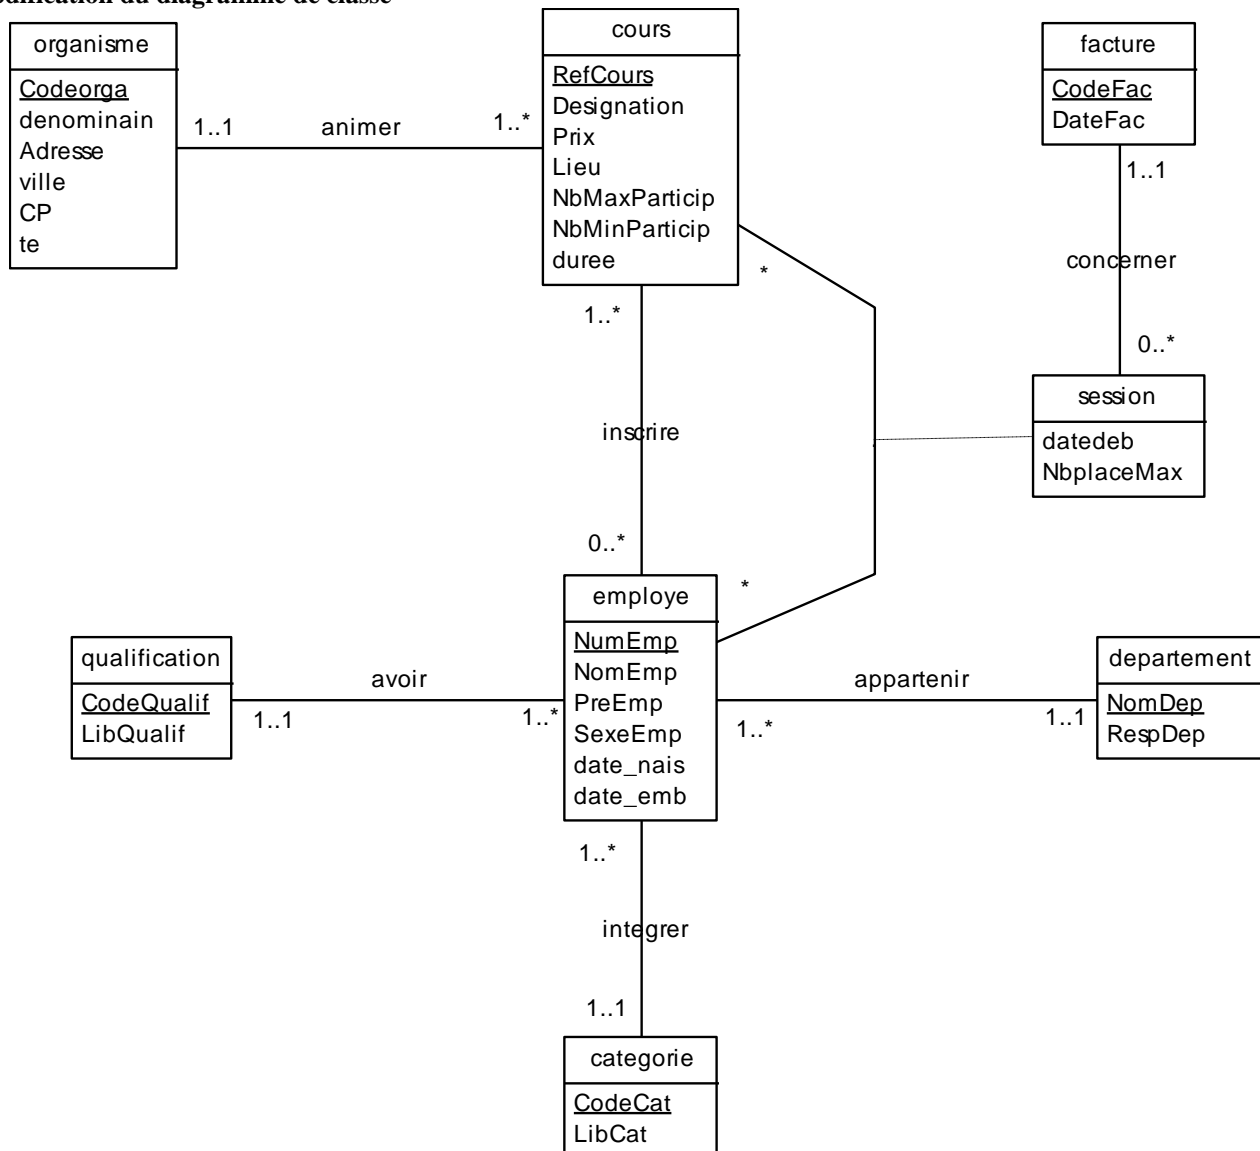 diagramme de classe
organisme
Codeorga
denominain
Adresse
ville
CP
te
1..1
animer
1..*
cours
RefCours
Designation
Prix
Lieu
NbMaxParticip
NbMinParticip
duree
*
1..*
facture
CodeFac
DateFac
1..1
concerner
0..*
session
datedeb
NbplaceMax
inscrire
0..*
*
employe
NumEmp
NomEmp
PreEmp
SexeEmp
date_nais
date_emb
qualification
CodeQualif
LibQualif
avoir
1..1
1..*
appartenir
1..*
1..1
departement
NomDep
RespDep
1..*
integrer
1..1
categorie
CodeCat
LibCat